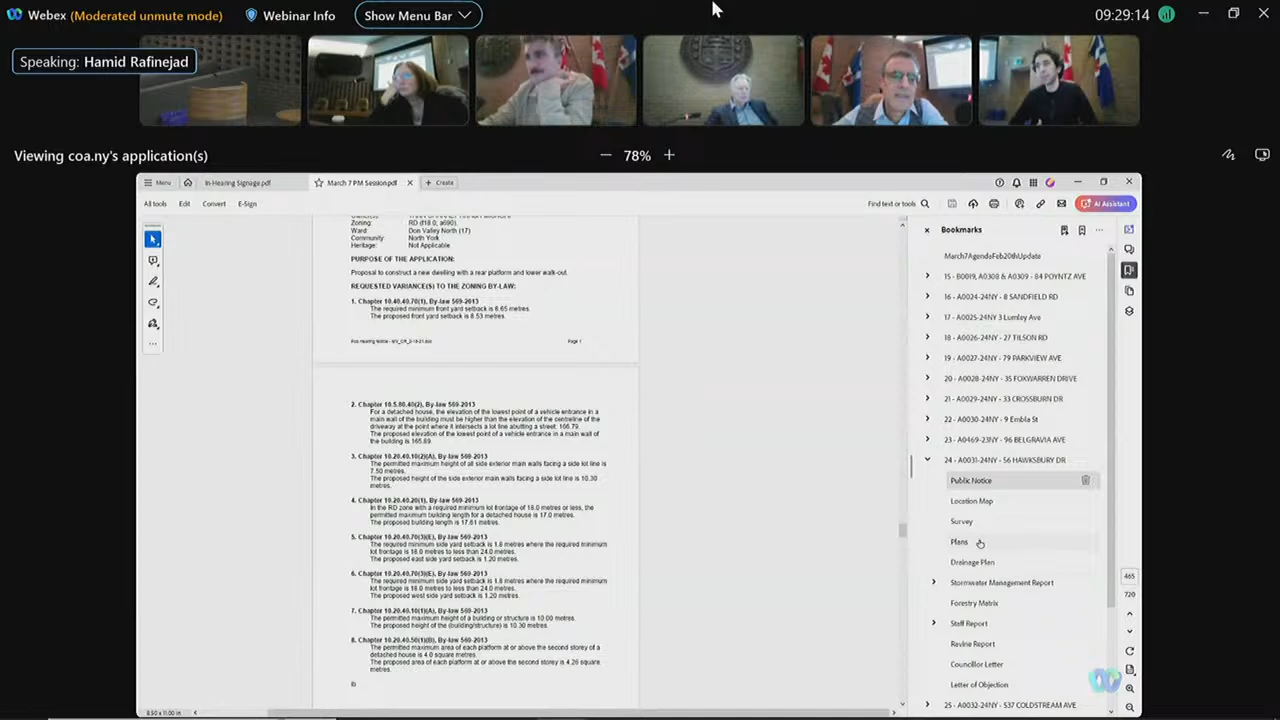 Webex (Moderated unmute mode) Webinar Info Show Menu Bar 09:29:14
Speaking: Hamid Rafinejad
Viewing coa.ny's application(s) 78%
Menu In-Hearing Signage.pdf March 7 PM Session.pdf Create
All tools Edit Convert E-Sign Find text or tools AI Assistant
Zoning: RD (f18.0; a690)
Ward: Don Valley North (17)
Community: North York
Heritage: Not Applicable
PURPOSE OF THE APPLICATION:
Proposal to construct a new dwelling with a rear platform and lower walk-out.
REQUESTED VARIANCE(S) TO THE ZONING BY-LAW:
1. Chapter 10.40.40.70(1), By-law 569-2013
The required minimum front yard setback is 8.65 metres.
The proposed front yard setback is 8.53 metres.
Page 1
2. Chapter 10.5.80.40(2), By-law 569-2013
For a detached house, the elevation of the lowest point of a vehicle entrance in a
main wall of the building must be higher than the elevation of the centreline of the
driveway at the point where it intersects a lot line abutting a street: 166.79.
The proposed elevation of the lowest point of a vehicle entrance in a main wall of
the building is 165.89.
3. Chapter 10.20.40.10(2)(A), By-law 569-2013
The permitted maximum height of all side exterior main walls facing a side lot line is
7.50 metres.
The proposed height of the side exterior main walls facing a side lot line is 10.30
metres.
4. Chapter 10.20.40.20(1), By-law 569-2013
In the RD zone with a required minimum lot frontage of 18.0 metres or less, the
permitted maximum building length for a detached house is 17.0 metres.
The proposed building length is 17.61 metres.
5. Chapter 10.20.40.70(3)(E), By-law 569-2013
The required minimum side yard setback is 1.8 metres where the required minimum
lot frontage is 18.0 metres to less than 24.0 metres.
The proposed east side yard setback is 1.20 metres.
6. Chapter 10.20.40.70(3)(E), By-law 569-2013
The required minimum side yard setback is 1.8 metres where the required minimum
lot frontage is 18.0 metres to less than 24.0 metres.
The proposed west side yard setback is 1.20 metres.
7. Chapter 10.20.40.10(1)(A), By-law 569-2013
The permitted maximum height of a building or structure is 10.00 metres.
The proposed height of the (building/structure) is 10.30 metres.
8. Chapter 10.20.40.50(1)(B), By-law 569-2013
The permitted maximum area of each platform at or above the second storey of a
detached house is 4.0 square metres.
The proposed area of each platform at or above the second storey is 4.26 square
metres.
8.50 x 11.00 in
Bookmarks
March7AgendaFeb20thUpdate
15 - B0019, A0308 & A0309 - 84 POYNTZ AVE
16 - A0024-24NY - 8 SANDFIELD RD
17 - A0025-24NY 3 Lumley Ave
18 - A0026-24NY - 27 TILSON RD
19 - A0027-24NY - 79 PARKVIEW AVE
20 - A0028-24NY - 35 FOXWARREN DRIVE
21 - A0029-24NY - 33 CROSSBURN DR
22 - A0030-24NY - 9 Embla St
23 - A0469-23NY - 96 BELGRAVIA AVE
24 - A0031-24NY - 56 HAWKSBURY DR
Public Notice
Location Map
Survey
Plans
Drainage Plan
Stormwater Management Report
Forestry Matrix
Staff Report
Ravine Report
Councillor Letter
Letter of Objection
25 - A0032-24NY - 537 COLDSTREAM AVE
465
720